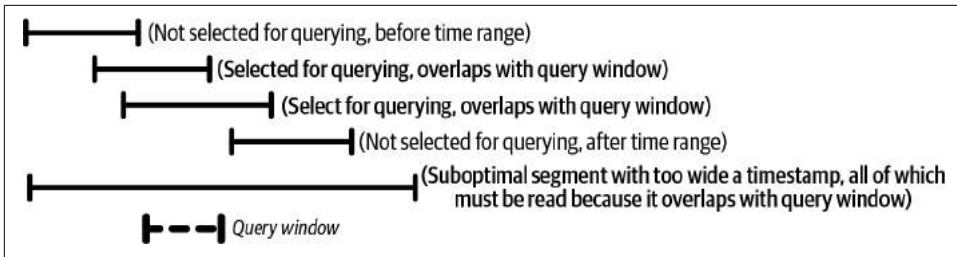 (Not selected for querying, before time range)
(Selected for querying, overlaps with query window)
(Select for querying, overlaps with query window)
(Not selected for querying, after time range)
(Suboptimal segment with too wide a timestamp, all of which
must be read because it overlaps with query window)
Query window